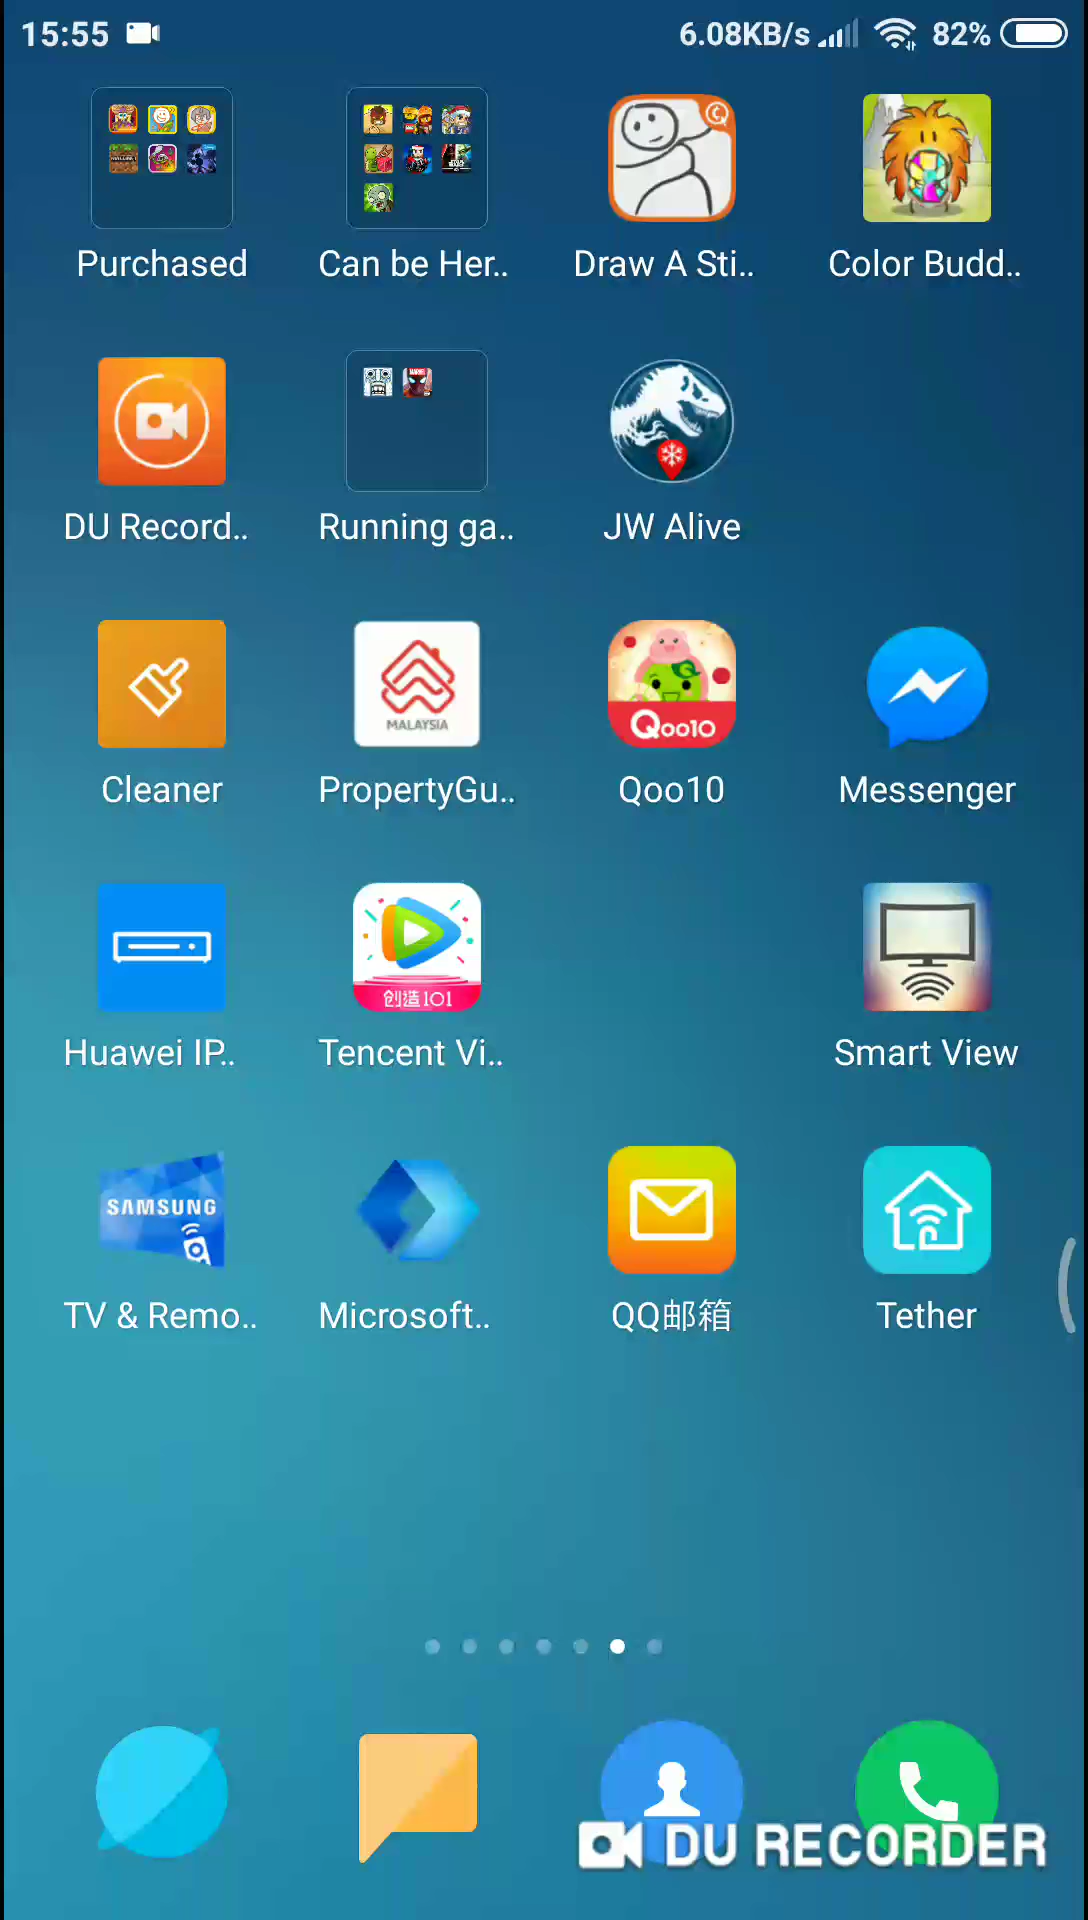 15:55 6.08KB/s 82%
Purchased Can be Her.. Draw A Sti.. Color Budd..
MARVEL
DU Record.. Running ga.. JW Alive
MALAYSIA Qoo10
Cleaner PropertyGu.. Qoo10 Messenger
创造101
Huawei IP.. Tencent Vi.. Smart View
SAMSUNG
TV & Remo.. Microsoft.. QQ邮箱 Tether
DU RECORDER